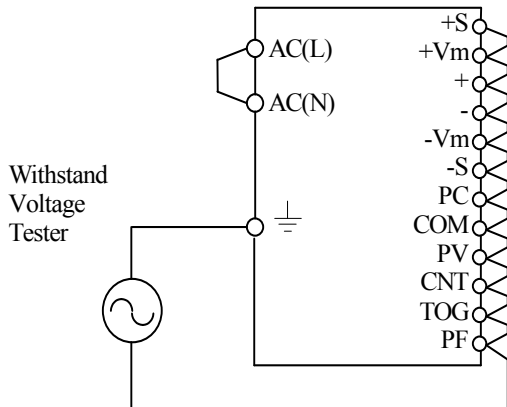 +S
AC(L)
+Vm
+
AC(N)
-
-Vm
Withstand
Voltage
Tester
-S
PC
COM
PV
CNT
TOG
PF